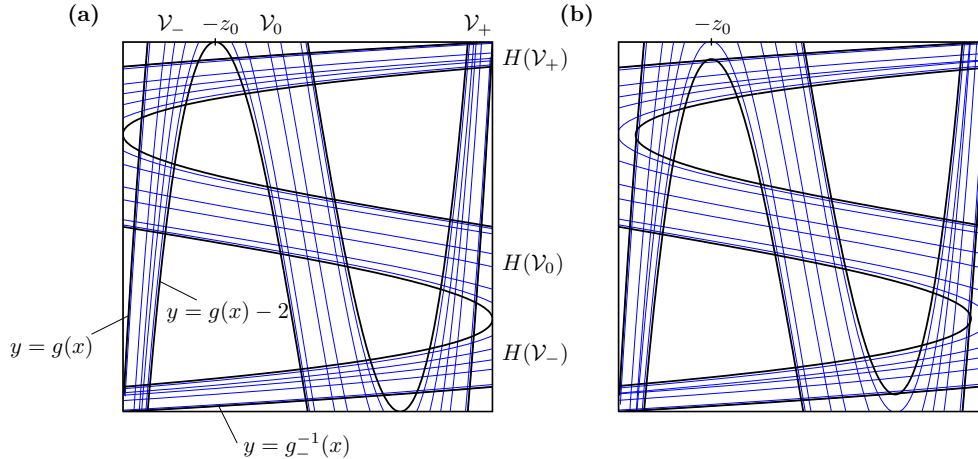 (a) 𝒱₋ −z₀ 𝒱₀ 𝒱₊ (b) −z₀
H(𝒱₊)
H(𝒱₀)
y = g(x) − 2
y = g(x)
H(𝒱₋)
y = g₋⁻¹(x)